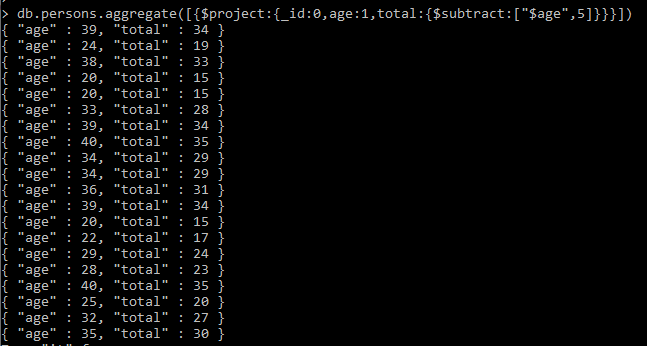 > db.persons.aggregate([{$project:{_id:0,age:1,total:{$subtract:["$age",5]}}}])
{ "age" : 39, "total" : 34 }
{ "age" : 24, "total" : 19 }
{ "age" : 38, "total" : 33 }
{ "age" : 20, "total" : 15 }
{ "age" : 20, "total" : 15 }
{ "age" : 33, "total" : 28 }
{ "age" : 39, "total" : 34 }
{ "age" : 40, "total" : 35 }
{ "age" : 34, "total" : 29 }
{ "age" : 34, "total" : 29 }
{ "age" : 36, "total" : 31 }
{ "age" : 39, "total" : 34 }
{ "age" : 20, "total" : 15 }
{ "age" : 22, "total" : 17 }
{ "age" : 29, "total" : 24 }
{ "age" : 28, "total" : 23 }
{ "age" : 40, "total" : 35 }
{ "age" : 25, "total" : 20 }
{ "age" : 32, "total" : 27 }
{ "age" : 35, "total" : 30 }